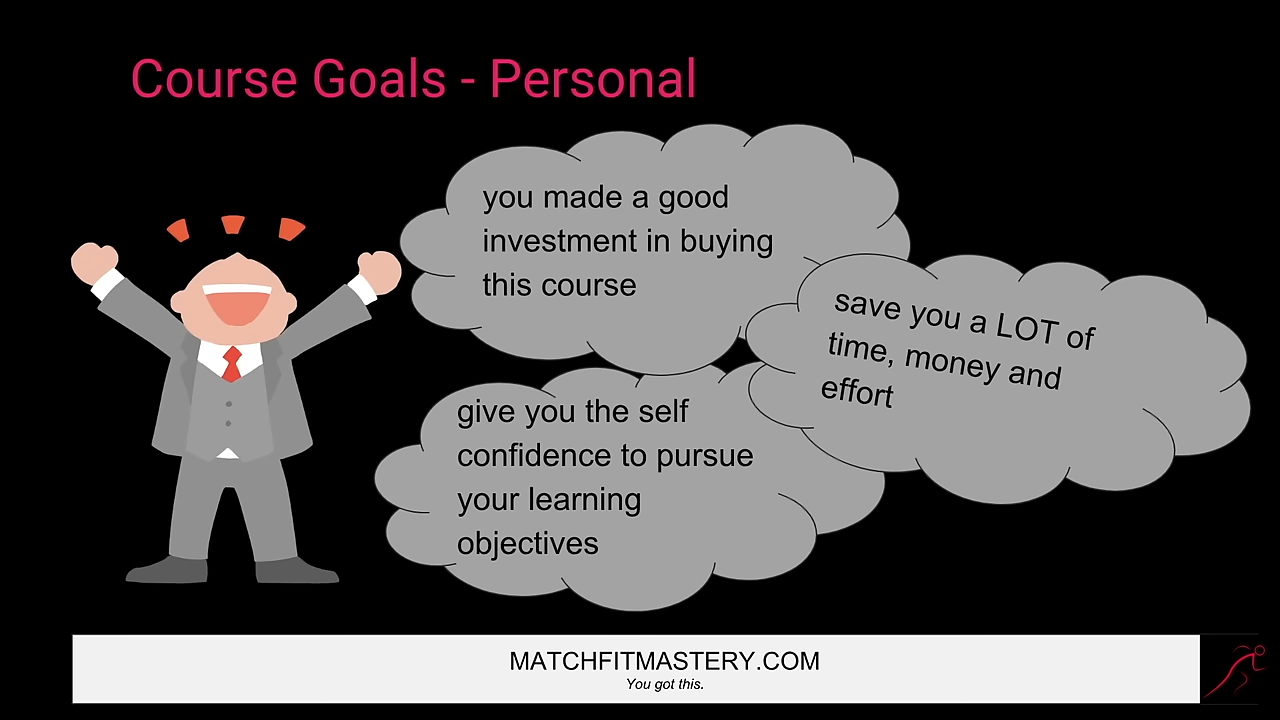 Course Goals - Personal
you made a good
investment in buying
this course
save you a LOT of
time, money and
effort
give you the self
confidence to pursue
your learning
objectives
MATCHFITMASTERY.COM
You got this.